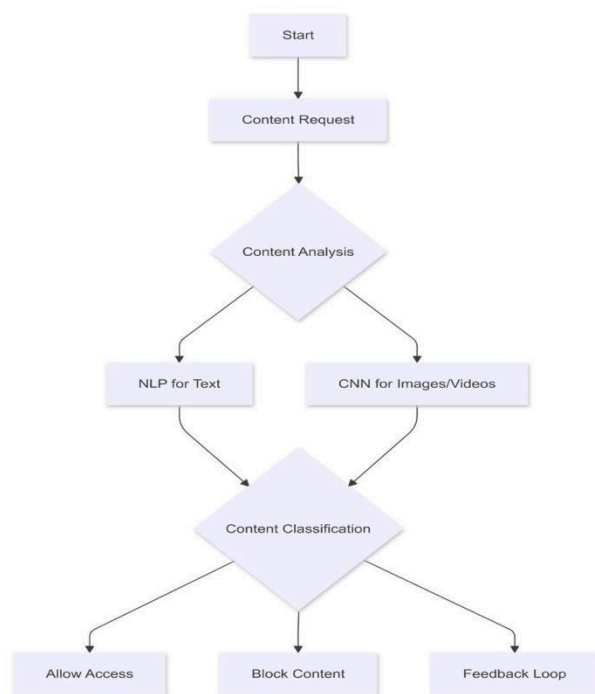 Start
Content Request
Content Analysis
NLP for Text
CNN for Images/Videos
Content Classification
Allow Access
Block Content
Feedback Loop